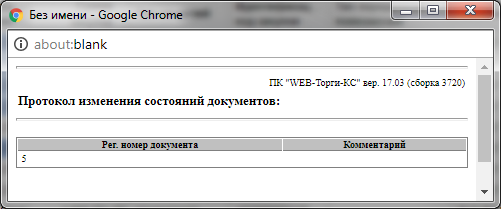 Без имени - Google Chrome
about:blank
ПК "WEB-Торги-КС" вер. 17.03 (сборка 3720)
Протокол изменения состояний документов:
Рег. номер документа Комментарий
5